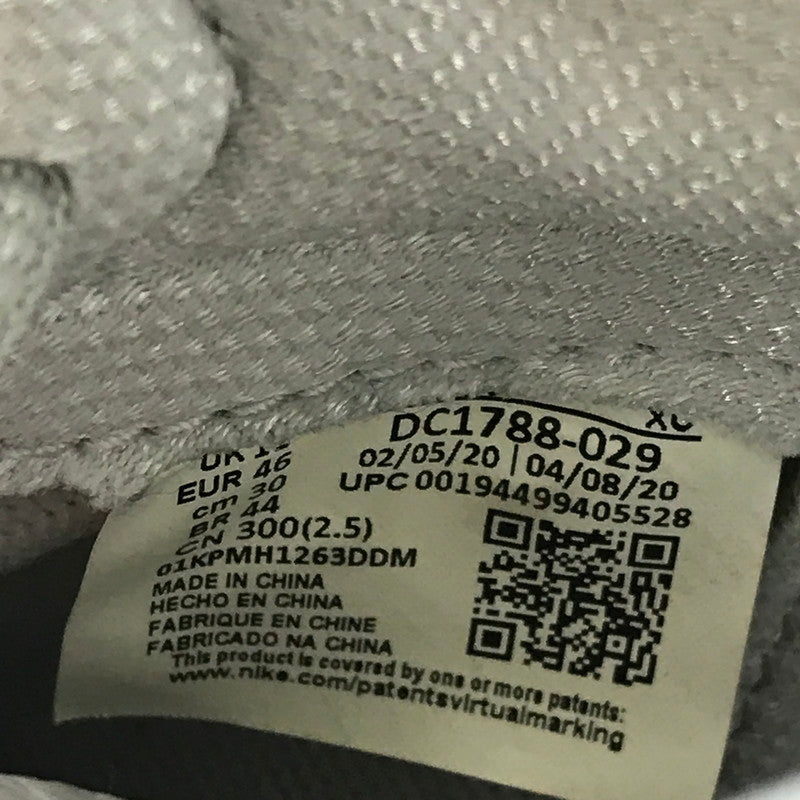 XC
UK 11
EUR 46
cm 30
BR 44
CN 300(2.5)
01KPMH1263DDM
MADE IN CHINA
HECHO EN CHINA
FABRIQUE EN CHINE
FABRICADO NA CHINA
DC1788-029
02/05/20 | 04/08/20
UPC 00194499405528
This product is covered by one or more patents:
www.nike.com/patentsvirtualmarking